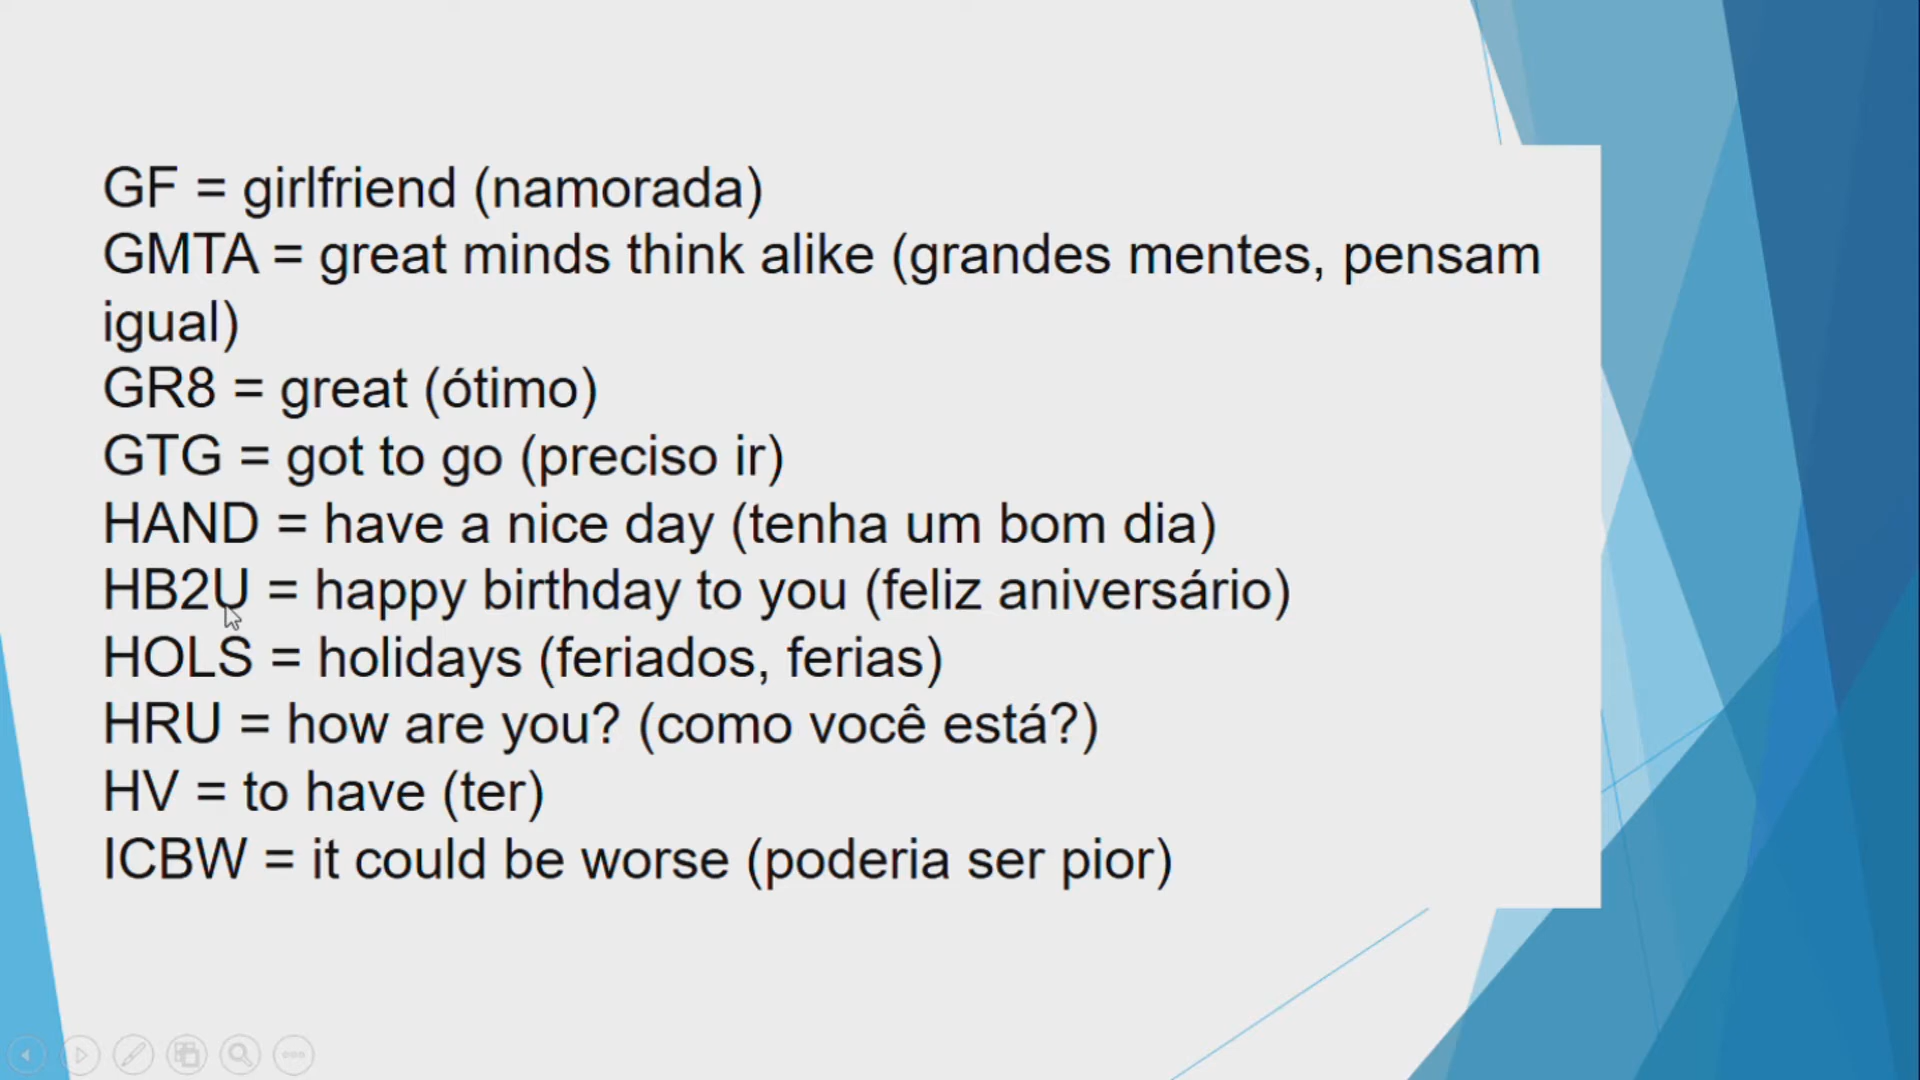 GF = girlfriend (namorada)
GMTA = great minds think alike (grandes mentes, pensam
igual)
GR8 = great (ótimo)
GTG = got to go (preciso ir)
HAND = have a nice day (tenha um bom dia)
HB2U = happy birthday to you (feliz aniversário)
HOLS = holidays (feriados, ferias)
HRU = how are you? (como você está?)
HV = to have (ter)
ICBW = it could be worse (poderia ser pior)